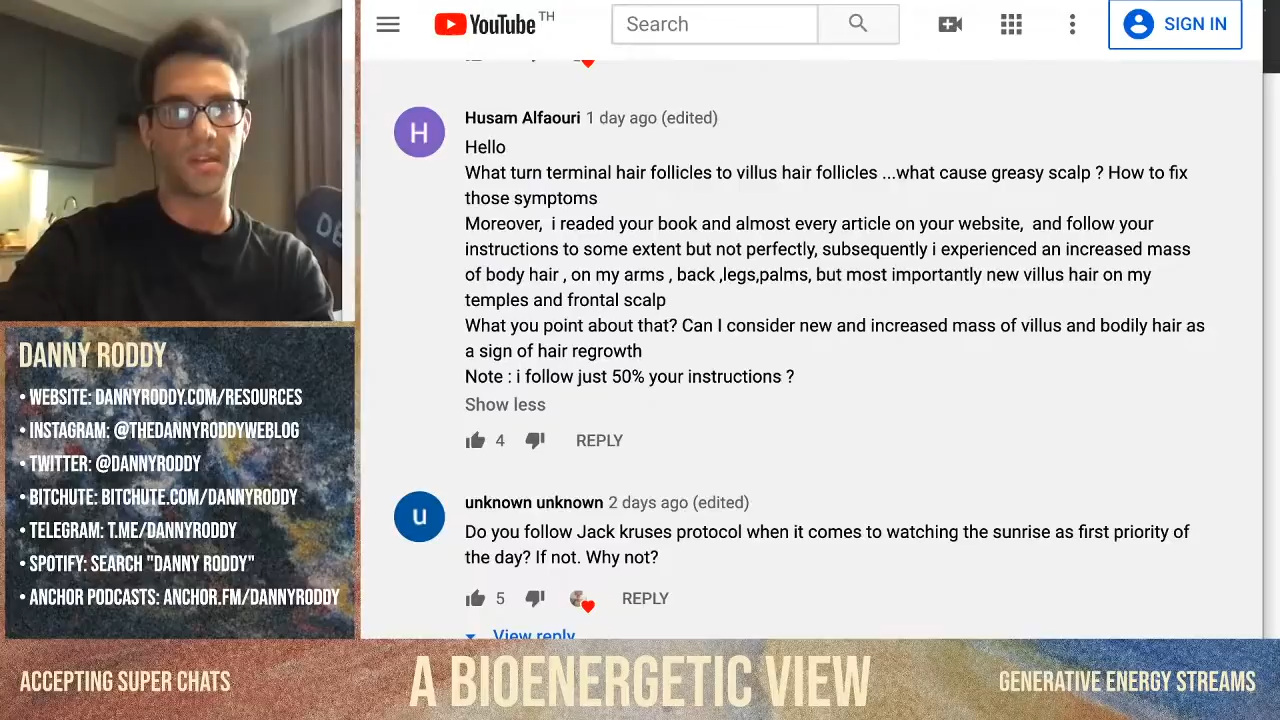 YouTube TH
Search
SIGN IN
H
Husam Alfaouri 1 day ago (edited)
Hello
What turn terminal hair follicles to villus hair follicles ...what cause greasy scalp ? How to fix
those symptoms
Moreover, i readed your book and almost every article on your website, and follow your
instructions to some extent but not perfectly, subsequently i experienced an increased mass
of body hair , on my arms , back ,legs,palms, but most importantly new villus hair on my
temples and frontal scalp
What you point about that? Can I consider new and increased mass of villus and bodily hair as
a sign of hair regrowth
Note : i follow just 50% your instructions ?
Show less
4 REPLY
u
unknown unknown 2 days ago (edited)
Do you follow Jack kruses protocol when it comes to watching the sunrise as first priority of
the day? If not. Why not?
5 REPLY
View reply
DANNY RODDY
• WEBSITE: DANNYRODDY.COM/RESOURCES
• INSTAGRAM: @THEDANNYRODDYWEBLOG
• TWITTER: @DANNYRODDY
• BITCHUTE: BITCHUTE.COM/DANNYRODDY
• TELEGRAM: T.ME/DANNYRODDY
• SPOTIFY: SEARCH "DANNY RODDY"
• ANCHOR PODCASTS: ANCHOR.FM/DANNYRODDY
ACCEPTING SUPER CHATS
A BIOENERGETIC VIEW
GENERATIVE ENERGY STREAMS